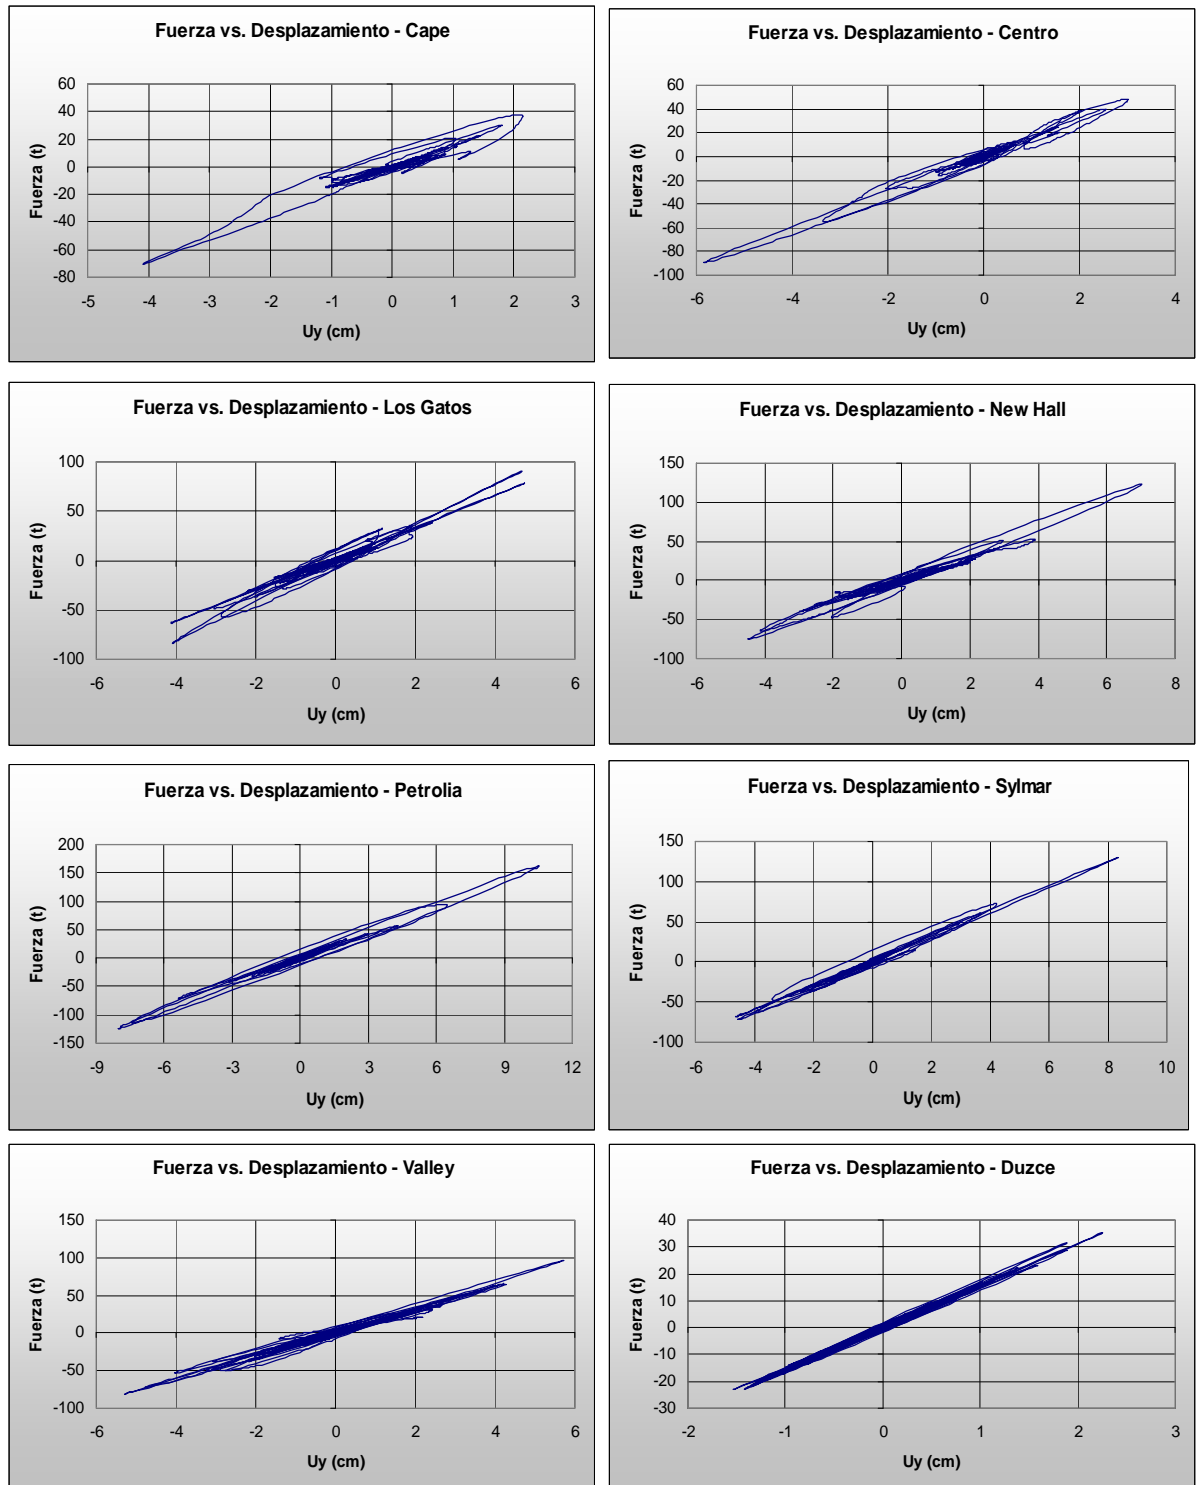 Fuerza vs. Desplazamiento - Cape
60
40
20
0
-20
-40
-60
-80
Fuerza (t)
-5 -4 -3 -2 -1 0 1 2 3
Uy (cm)
Fuerza vs. Desplazamiento - Centro
60
40
20
0
-20
-40
-60
-80
-100
Fuerza (t)
-6 -4 -2 0 2 4
Uy (cm)
Fuerza vs. Desplazamiento - Los Gatos
100
50
0
-50
-100
Fuerza (t)
-6 -4 -2 0 2 4 6
Uy (cm)
Fuerza vs. Desplazamiento - New Hall
150
100
50
0
-50
-100
Fuerza (t)
-6 -4 -2 0 2 4 6 8
Uy (cm)
Fuerza vs. Desplazamiento - Petrolia
200
150
100
50
0
-50
-100
-150
Fuerza (t)
-9 -6 -3 0 3 6 9 12
Uy (cm)
Fuerza vs. Desplazamiento - Sylmar
150
100
50
0
-50
-100
Fuerza (t)
-6 -4 -2 0 2 4 6 8 10
Uy (cm)
Fuerza vs. Desplazamiento - Valley
150
100
50
0
-50
-100
Fuerza (t)
-6 -4 -2 0 2 4 6
Uy (cm)
Fuerza vs. Desplazamiento - Duzce
40
30
20
10
0
-10
-20
-30
Fuerza (t)
-2 -1 0 1 2 3
Uy (cm)